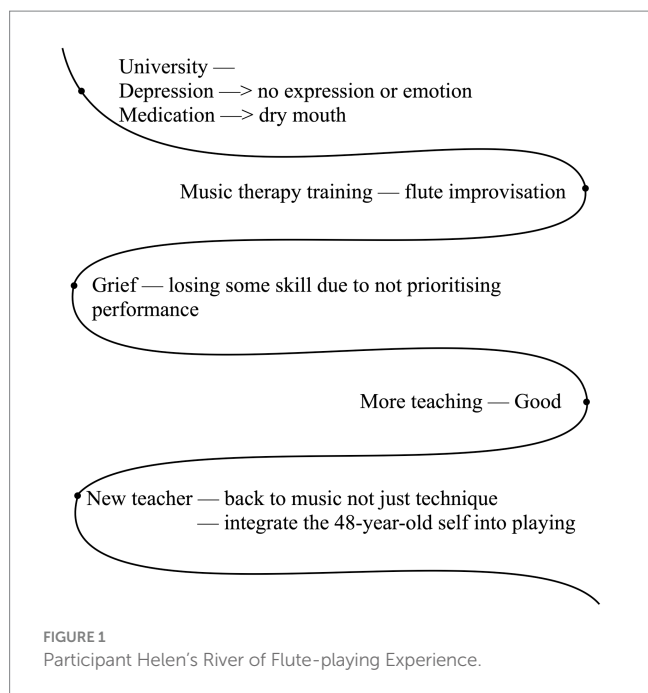 University —
Depression —> no expression or emotion
Medication —> dry mouth
Music therapy training — flute improvisation
Grief — losing some skill due to not prioritising
performance
More teaching — Good
New teacher — back to music not just technique
— integrate the 48-year-old self into playing
FIGURE 1
Participant Helen’s River of Flute-playing Experience.